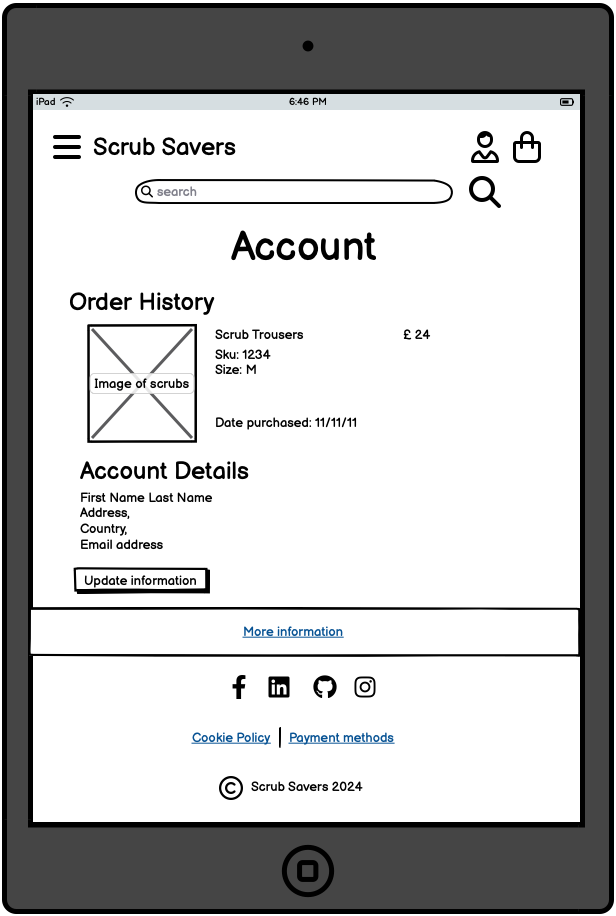 iPad
6:46 PM
Scrub Savers
search
Account
Order History
Image of scrubs
Scrub Trousers £ 24
Sku: 1234
Size: M
Date purchased: 11/11/11
Account Details
First Name Last Name
Address,
Country,
Email address
Update information
More information
Cookie Policy | Payment methods
© Scrub Savers 2024